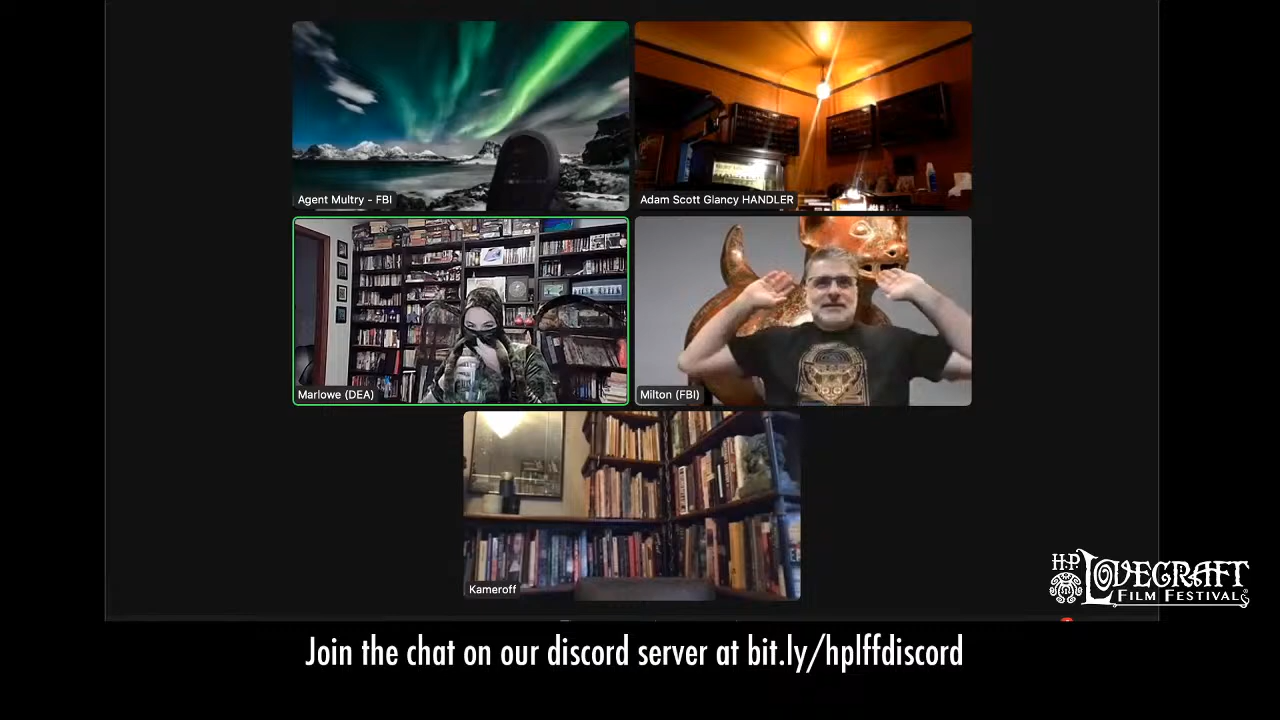 Agent Multry - FBI
Adam Scott Glancy HANDLER
Marlowe (DEA)
Milton (FBI)
Kameroff
H.P. LOVECRAFT
FILM FESTIVAL®
Join the chat on our discord server at bit.ly/hplffdiscord